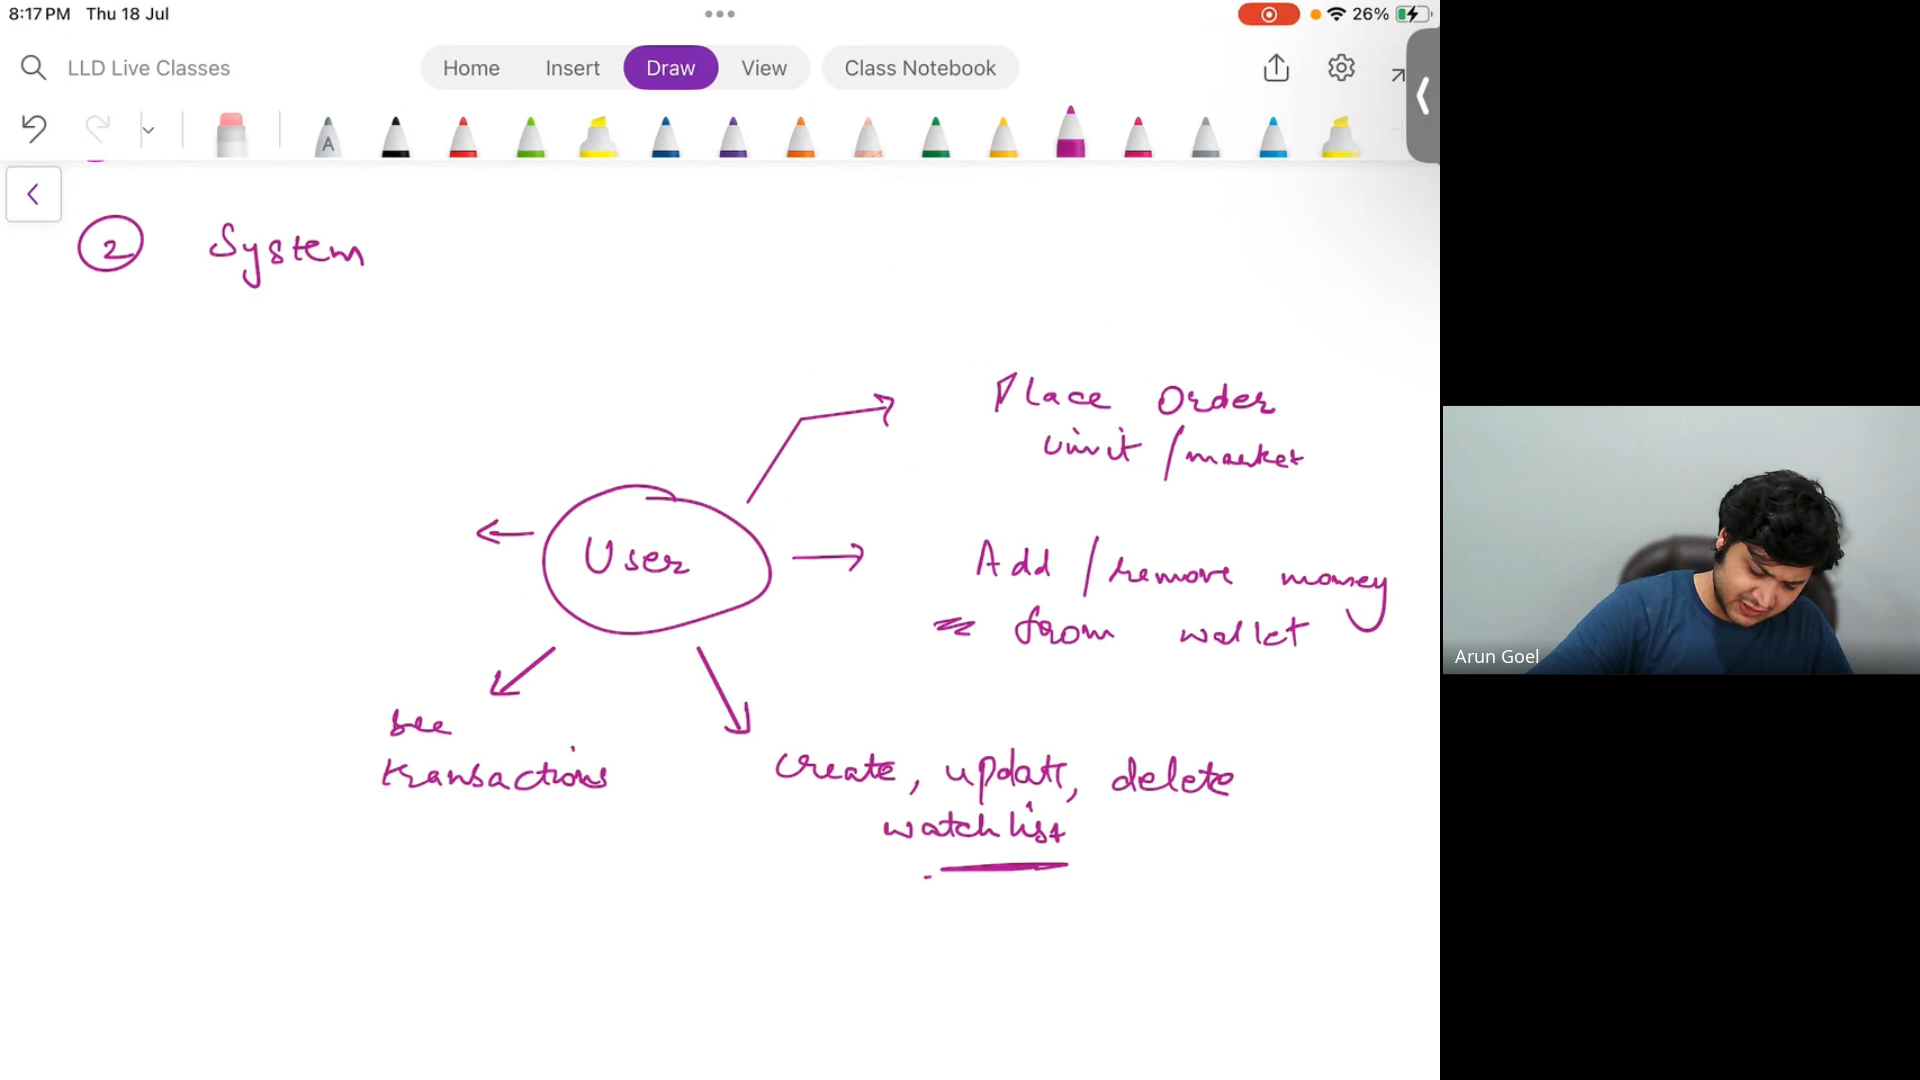 8:17 PM Thu 18 Jul
26%
LLD Live Classes
Home Insert Draw View Class Notebook
A
2 System
Place Order
limit / market
User
Add / remove money
from wallet
see
transactions
create, update, delete
watchlist
Arun Goel